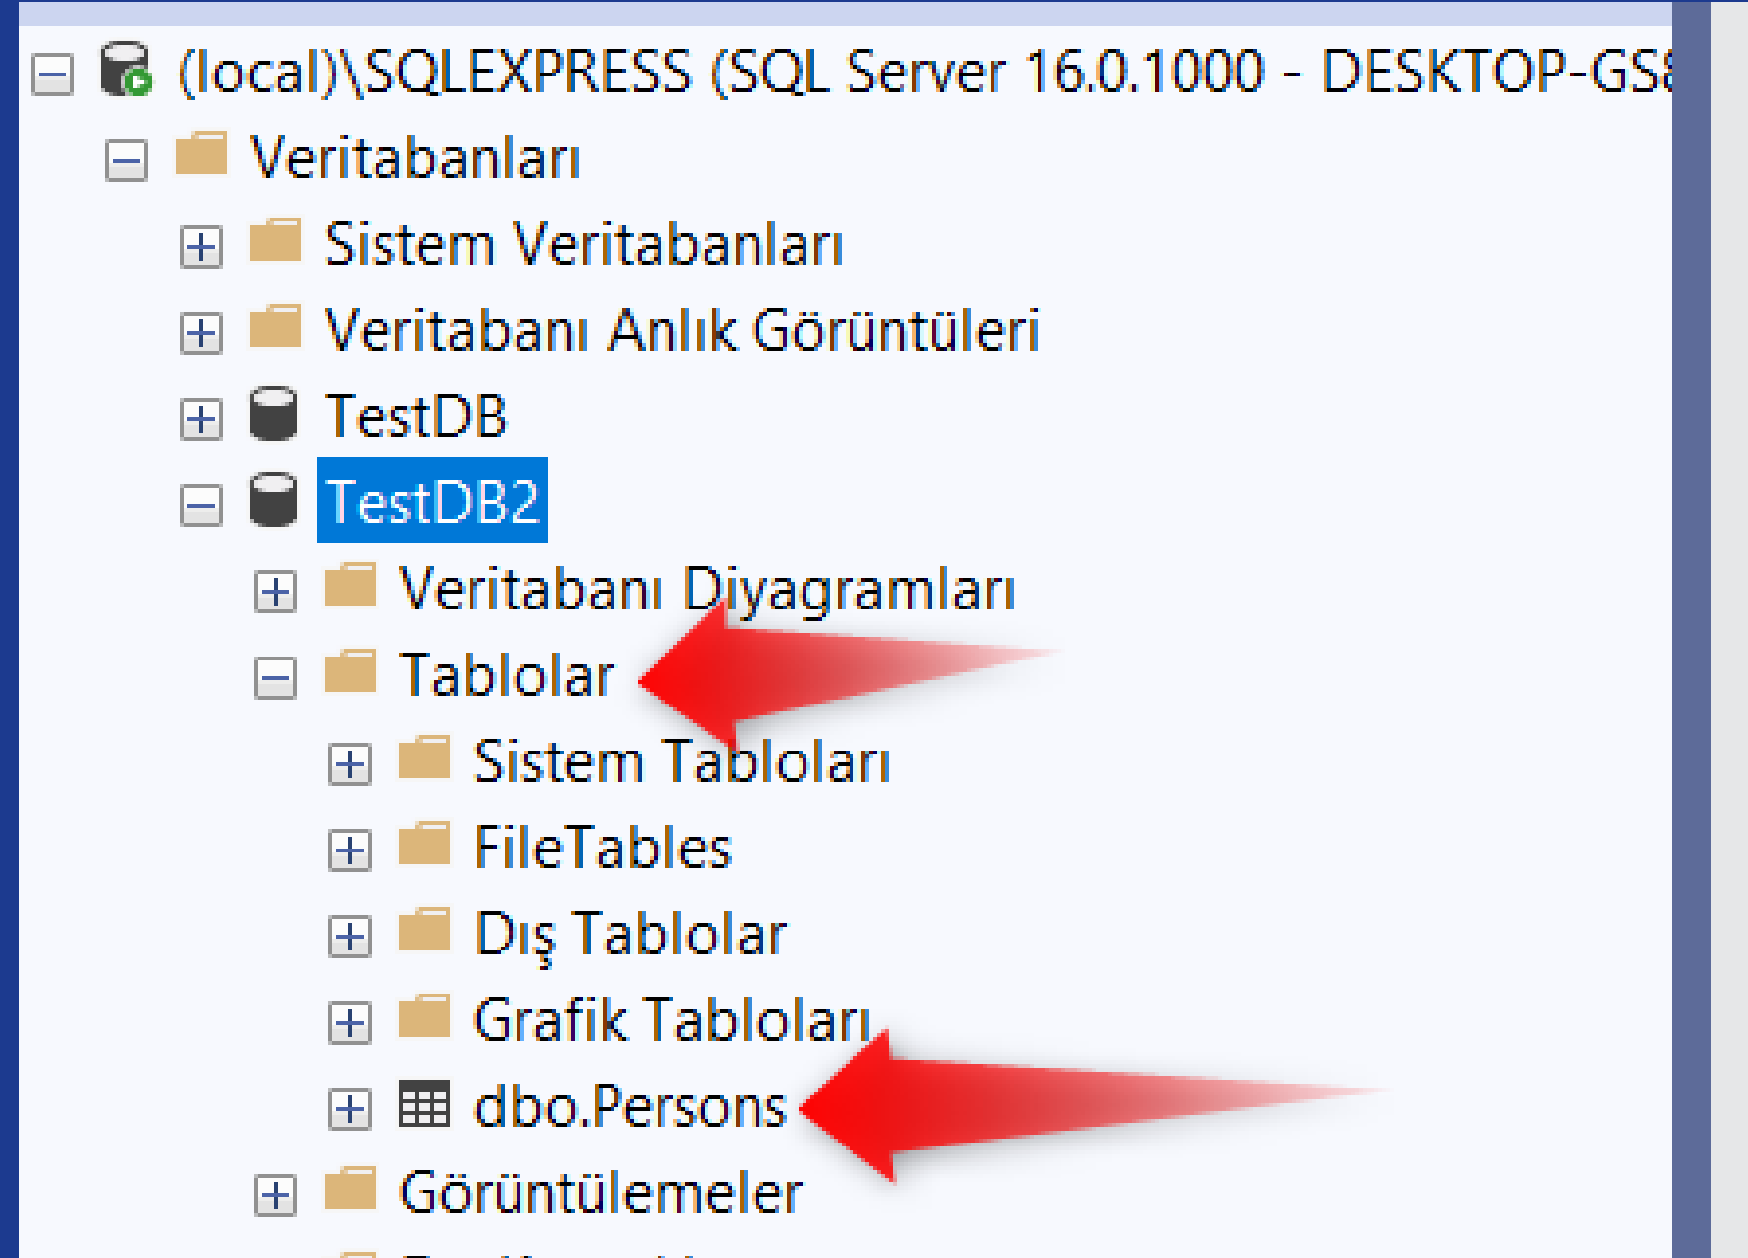 (local)\SQLEXPRESS (SQL Server 16.0.1000 - DESKTOP-GS
Veritabanları
Sistem Veritabanları
Veritabanı Anlık Görüntüleri
TestDB
TestDB2
Veritabanı Diyagramları
Tablolar
Sistem Tabloları
FileTables
Dış Tablolar
Grafik Tabloları
dbo.Persons
Görüntülemeler